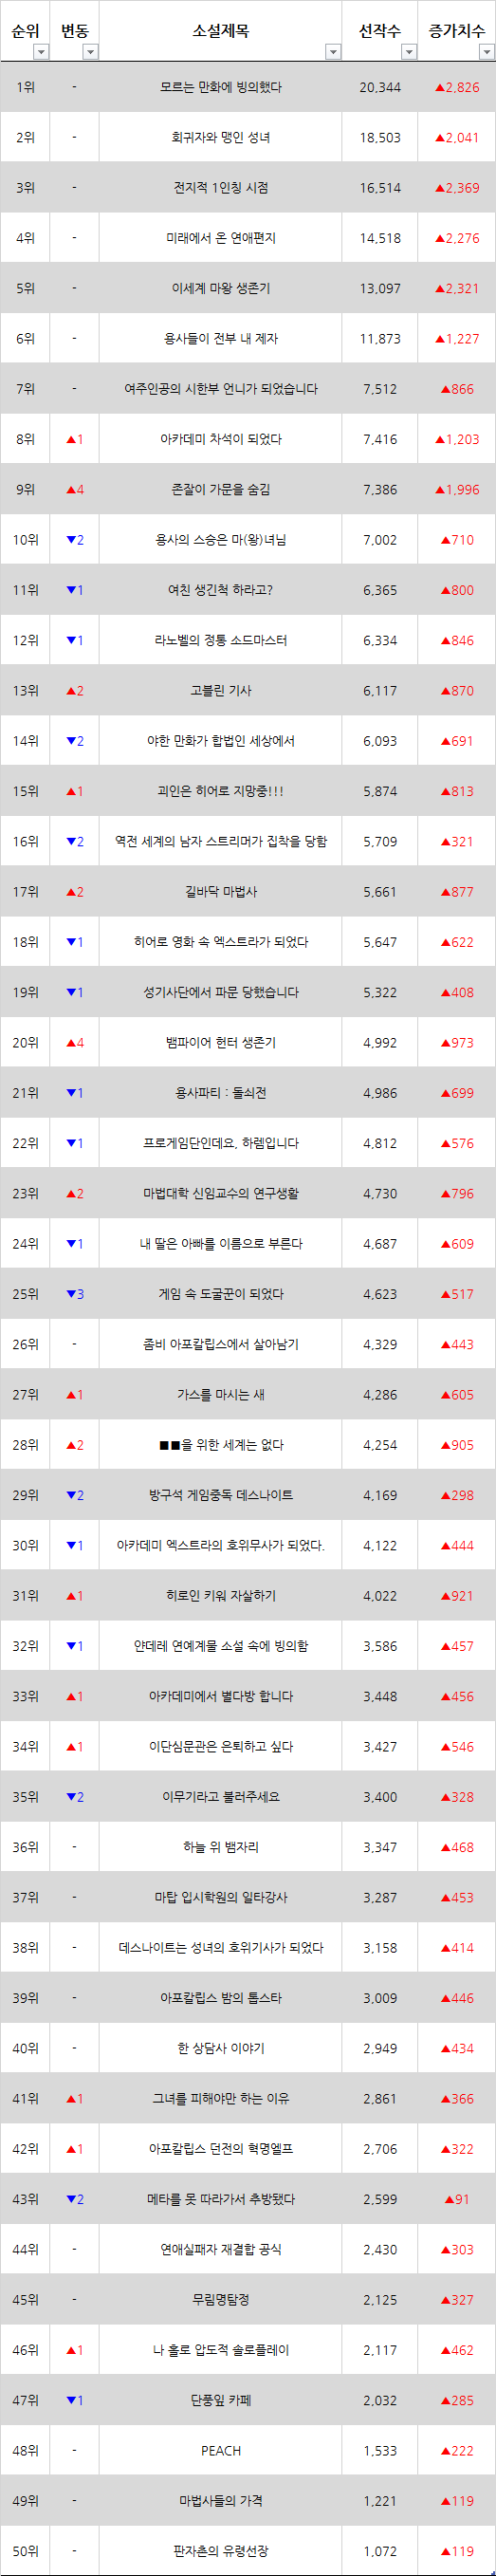 순위 변동 소설제목 선작수 증가치수
1위 - 모르는 만화에 빙의했다 20,344 ▲2,826
2위 - 회귀자와 맹인 성녀 18,503 ▲2,041
3위 - 전지적 1인칭 시점 16,514 ▲2,369
4위 - 미래에서 온 연애편지 14,518 ▲2,276
5위 - 이세계 마왕 생존기 13,097 ▲2,321
6위 - 용사들이 전부 내 제자 11,873 ▲1,227
7위 - 여주인공의 시한부 언니가 되었습니다 7,512 ▲866
8위 ▲1 아카데미 차석이 되었다 7,416 ▲1,203
9위 ▲4 존잘이 가문을 숨김 7,386 ▲1,996
10위 ▼2 용사의 스승은 마(왕)녀님 7,002 ▲710
11위 ▼1 여친 생긴척 하라고? 6,365 ▲800
12위 ▼1 라노벨의 정통 소드마스터 6,334 ▲846
13위 ▲2 고블린 기사 6,117 ▲870
14위 ▼2 야한 만화가 합법인 세상에서 6,093 ▲691
15위 ▲1 괴인은 히어로 지망중!!! 5,874 ▲813
16위 ▼2 역전 세계의 남자 스트리머가 집착을 당함 5,709 ▲321
17위 ▲2 길바닥 마법사 5,661 ▲877
18위 ▼1 히어로 영화 속 엑스트라가 되었다 5,647 ▲622
19위 ▼1 성기사단에서 파문 당했습니다 5,322 ▲408
20위 ▲4 뱀파이어 헌터 생존기 4,992 ▲973
21위 ▼1 용사파티 : 돌쇠전 4,986 ▲699
22위 ▼1 프로게임단인데요, 하렘입니다 4,812 ▲576
23위 ▲2 마법대학 신임교수의 연구생활 4,730 ▲796
24위 ▼1 내 딸은 아빠를 이름으로 부른다 4,687 ▲609
25위 ▼3 게임 속 도굴꾼이 되었다 4,623 ▲517
26위 - 좀비 아포칼립스에서 살아남기 4,329 ▲443
27위 ▲1 가스를 마시는 새 4,286 ▲605
28위 ▲2 ■■을 위한 세계는 없다 4,254 ▲905
29위 ▼2 방구석 게임중독 데스나이트 4,169 ▲298
30위 ▼1 아카데미 엑스트라의 호위무사가 되었다. 4,122 ▲444
31위 ▲1 히로인 키워 자살하기 4,022 ▲921
32위 ▼1 얀데레 연예계물 소설 속에 빙의함 3,586 ▲457
33위 ▲1 아카데미에서 별다방 합니다 3,448 ▲456
34위 ▲1 이단심문관은 은퇴하고 싶다 3,427 ▲546
35위 ▼2 이무기라고 불러주세요 3,400 ▲328
36위 - 하늘 위 뱀자리 3,347 ▲468
37위 - 마탑 입시학원의 일타강사 3,287 ▲453
38위 - 데스나이트는 성녀의 호위기사가 되었다 3,158 ▲414
39위 - 아포칼립스 밤의 톱스타 3,009 ▲446
40위 - 한 상담사 이야기 2,949 ▲434
41위 ▲1 그녀를 피해야만 하는 이유 2,861 ▲366
42위 ▲1 아포칼립스 던전의 혁명엘프 2,706 ▲322
43위 ▼2 메타를 못 따라가서 추방됐다 2,599 ▲91
44위 - 연애실패자 재결합 공식 2,430 ▲303
45위 - 무림명탐정 2,125 ▲327
46위 ▲1 나 홀로 압도적 솔로플레이 2,117 ▲462
47위 ▼1 단풍잎 카페 2,032 ▲285
48위 - PEACH 1,533 ▲222
49위 - 마법사들의 가격 1,221 ▲119
50위 - 판자촌의 유령선장 1,072 ▲119